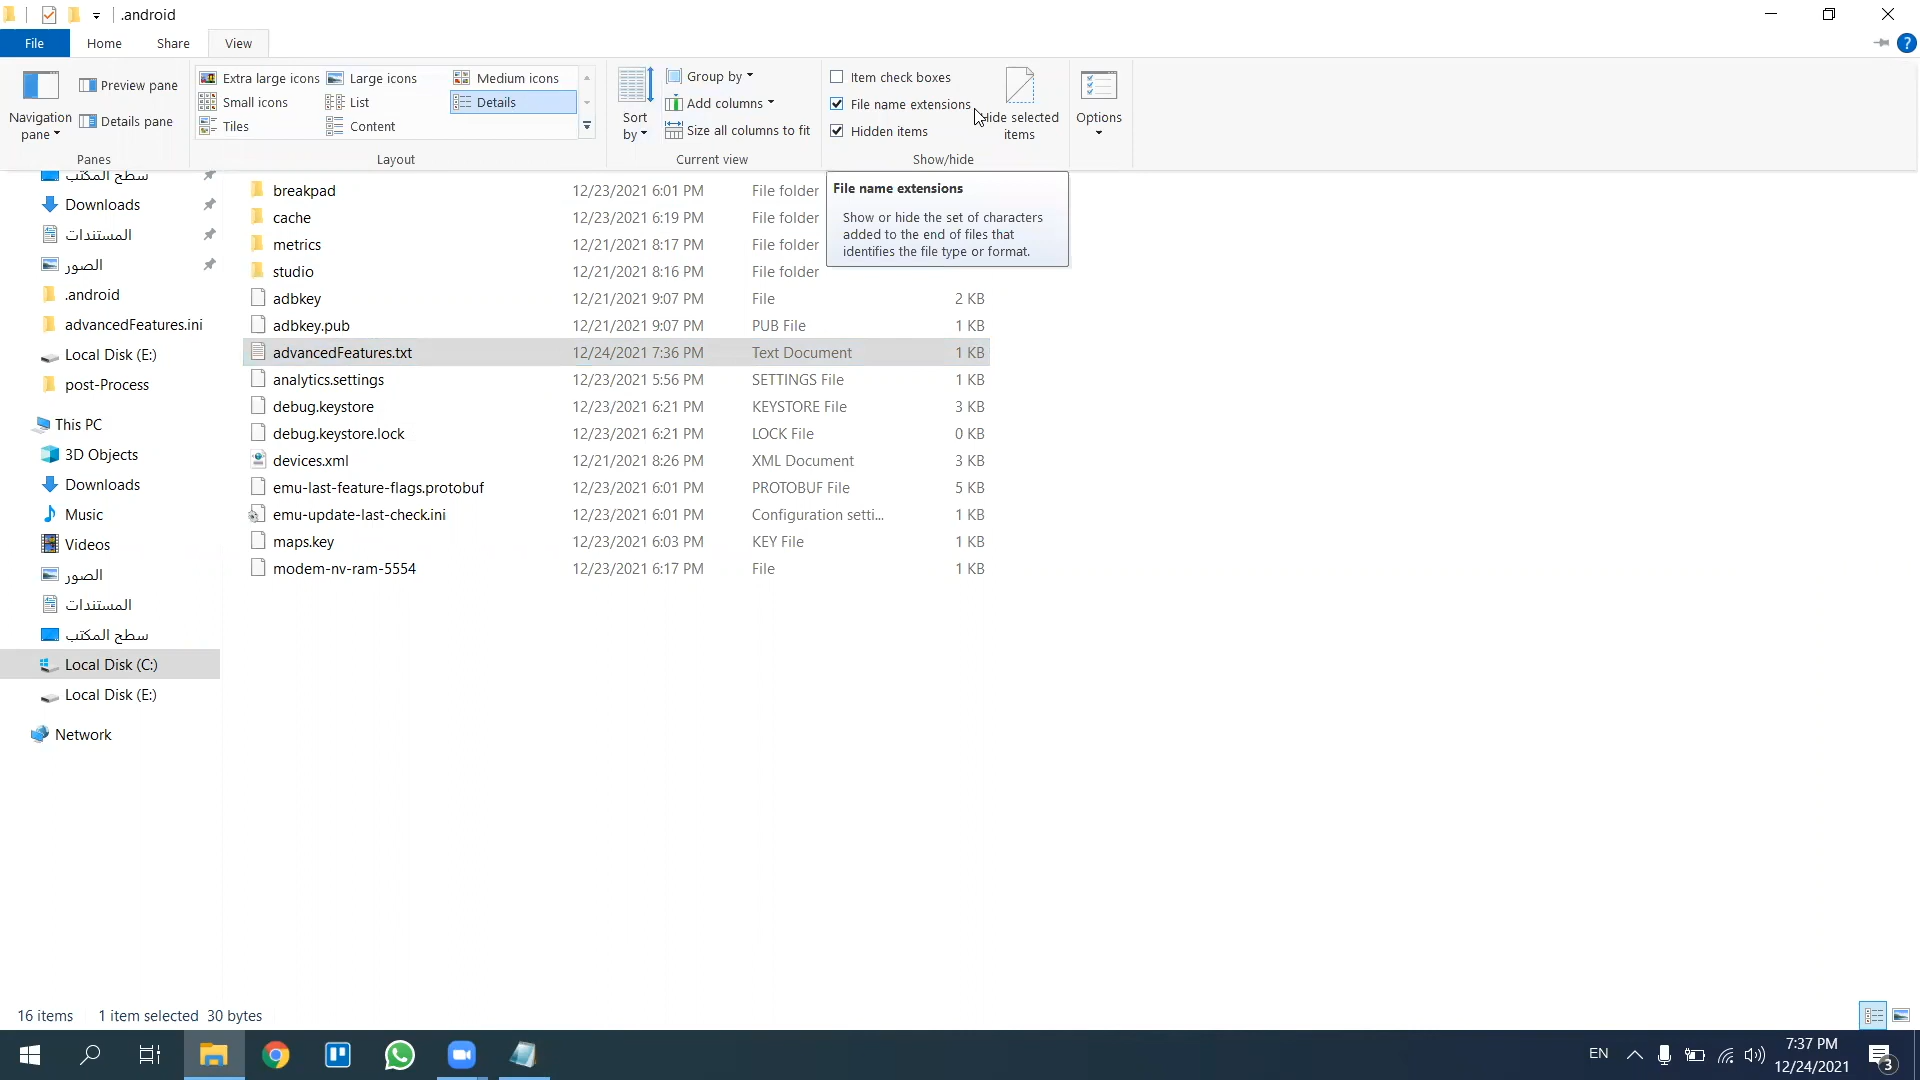 .android
File Home Share View
Navigation pane
Preview pane
Details pane
Panes
Extra large icons Large icons Medium icons
Small icons List Details
Tiles Content
Layout
Sort by
Group by
Add columns
Size all columns to fit
Current view
Item check boxes
File name extensions
Hidden items
Hide selected items
Show/hide
Options
File name extensions
Show or hide the set of characters
added to the end of files that
identifies the file type or format.
سطح المكتب
Downloads
المستندات
الصور
.android
advancedFeatures.ini
Local Disk (E:)
post-Process
This PC
3D Objects
Downloads
Music
Videos
الصور
المستندات
سطح المكتب
Local Disk (C:)
Local Disk (E:)
Network
breakpad 12/23/2021 6:01 PM File folder
cache 12/23/2021 6:19 PM File folder
metrics 12/21/2021 8:17 PM File folder
studio 12/21/2021 8:16 PM File folder
adbkey 12/21/2021 9:07 PM File 2 KB
adbkey.pub 12/21/2021 9:07 PM PUB File 1 KB
advancedFeatures.txt 12/24/2021 7:36 PM Text Document 1 KB
analytics.settings 12/23/2021 5:56 PM SETTINGS File 1 KB
debug.keystore 12/23/2021 6:21 PM KEYSTORE File 3 KB
debug.keystore.lock 12/23/2021 6:21 PM LOCK File 0 KB
devices.xml 12/21/2021 8:26 PM XML Document 3 KB
emu-last-feature-flags.protobuf 12/23/2021 6:01 PM PROTOBUF File 5 KB
emu-update-last-check.ini 12/23/2021 6:01 PM Configuration setti... 1 KB
maps.key 12/23/2021 6:03 PM KEY File 1 KB
modem-nv-ram-5554 12/23/2021 6:17 PM File 1 KB
16 items 1 item selected 30 bytes
EN
7:37 PM
12/24/2021
3